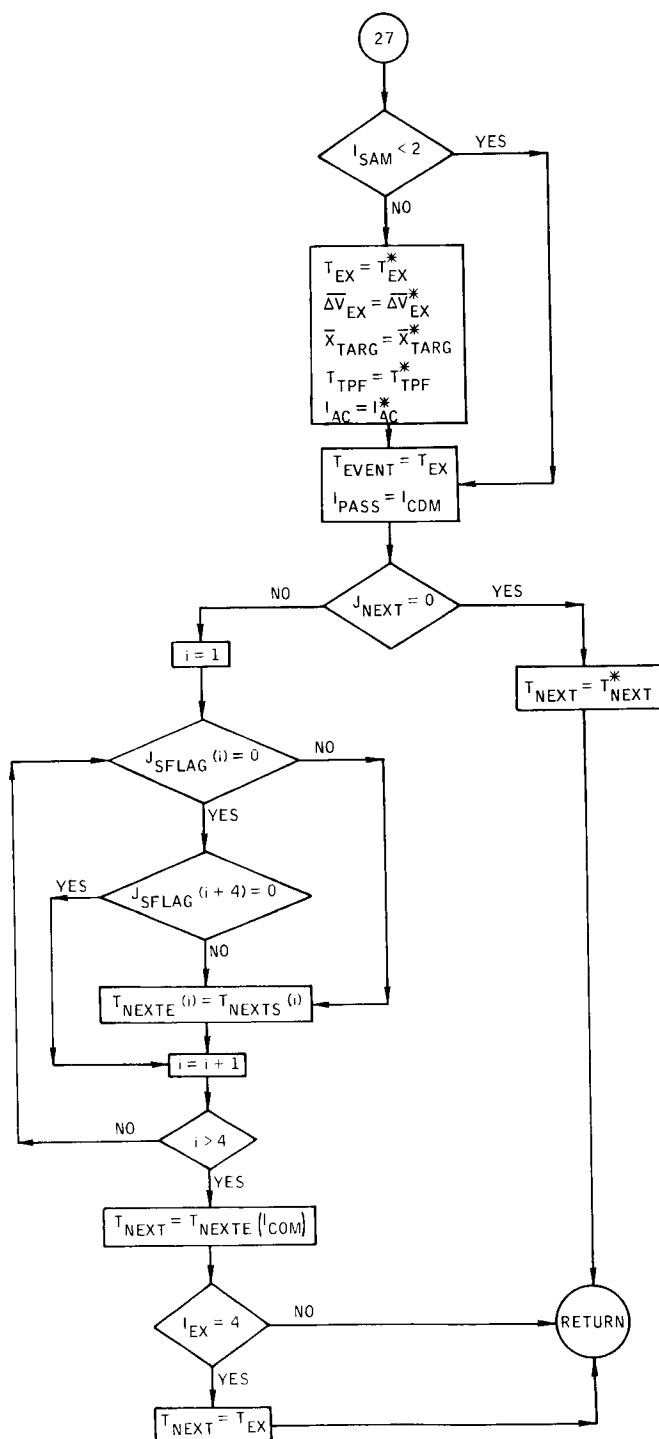 27
I_SAM < 2
YES
NO
T_EX = T*_EX
Δ̅V̅_EX = Δ̅V̅*_EX
X̅_TARG = X̅*_TARG
T_TPF = T*_TPF
I_AC = I*_AC
T_EVENT = T_EX
I_PASS = I_CDM
NO
J_NEXT = 0
YES
i = 1
T_NEXT = T*_NEXT
J_SFLAG (i) = 0
NO
YES
YES
J_SFLAG (i + 4) = 0
NO
T_NEXTE (i) = T_NEXTS (i)
i = i + 1
NO
i > 4
YES
T_NEXT = T_NEXTE (I_COM)
I_EX = 4
NO
RETURN
YES
T_NEXT = T_EX